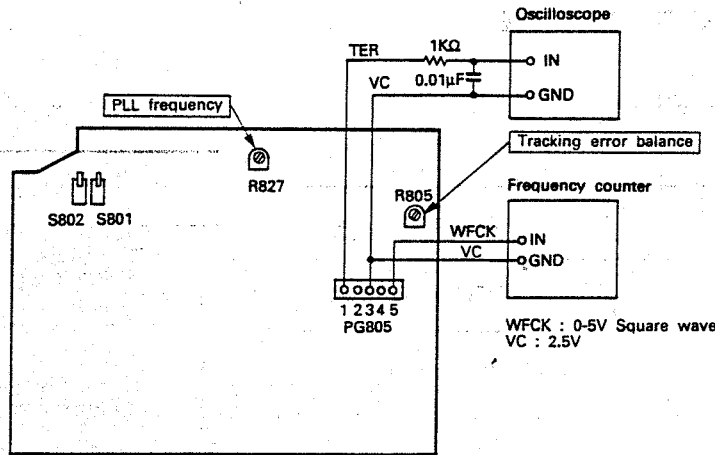 Oscilloscope
TER
1KΩ
IN
VC
0.01μF
GND
PLL frequency
Tracking error balance
R827
R805
Frequency counter
S802 S801
WFCK
IN
VC
GND
1 2 3 4 5
PG805
WFCK : 0-5V Square wave
VC : 2.5V